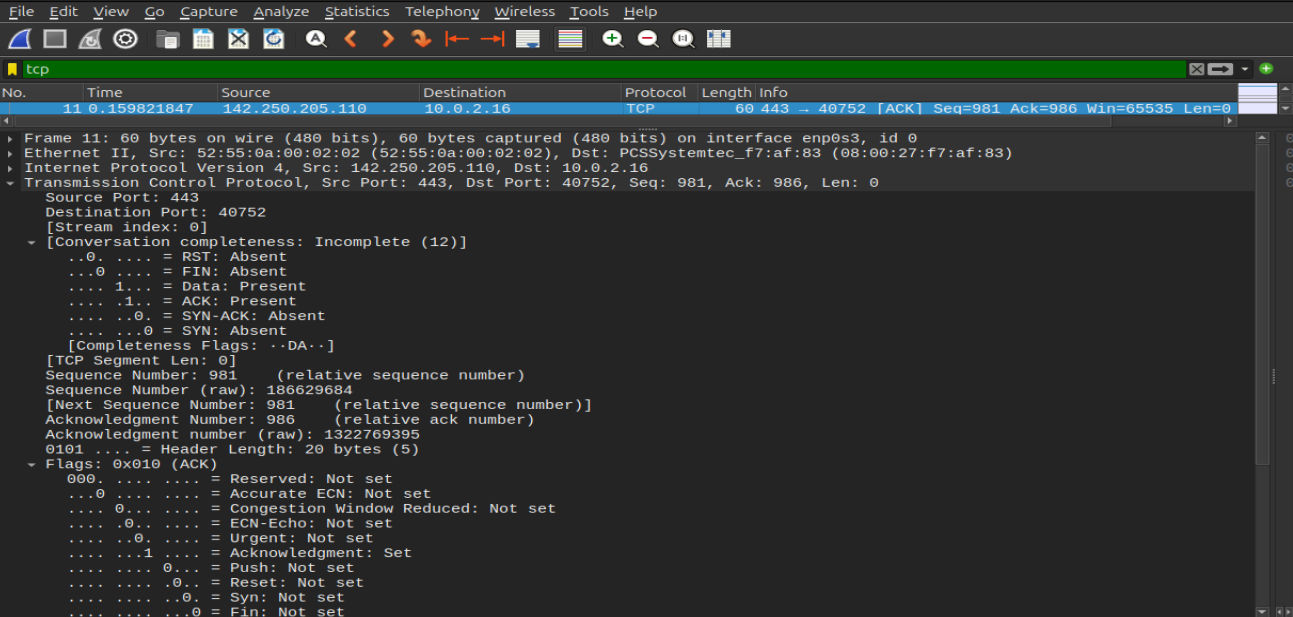 File Edit View Go Capture Analyze Statistics Telephony Wireless Tools Help
tcp
No. Time Source Destination Protocol Length Info
11 0.159821847 142.250.205.110 10.0.2.16 TCP 60 443 → 40752 [ACK] Seq=981 Ack=986 Win=65535 Len=0
Frame 11: 60 bytes on wire (480 bits), 60 bytes captured (480 bits) on interface enp0s3, id 0
Ethernet II, Src: 52:55:0a:00:02:02 (52:55:0a:00:02:02), Dst: PCSSystemtec_f7:af:83 (08:00:27:f7:af:83)
Internet Protocol Version 4, Src: 142.250.205.110, Dst: 10.0.2.16
Transmission Control Protocol, Src Port: 443, Dst Port: 40752, Seq: 981, Ack: 986, Len: 0
Source Port: 443
Destination Port: 40752
[Stream index: 0]
[Conversation completeness: Incomplete (12)]
..0. .... = RST: Absent
...0 .... = FIN: Absent
.... 1... = Data: Present
.... .1.. = ACK: Present
.... ..0. = SYN-ACK: Absent
.... ...0 = SYN: Absent
[Completeness Flags: ··DA··]
[TCP Segment Len: 0]
Sequence Number: 981    (relative sequence number)
Sequence Number (raw): 186629684
[Next Sequence Number: 981    (relative sequence number)]
Acknowledgment Number: 986    (relative ack number)
Acknowledgment number (raw): 1322769395
0101 .... = Header Length: 20 bytes (5)
Flags: 0x010 (ACK)
000. .... .... = Reserved: Not set
...0 .... .... = Accurate ECN: Not set
.... 0... .... = Congestion Window Reduced: Not set
.... .0.. .... = ECN-Echo: Not set
.... ..0. .... = Urgent: Not set
.... ...1 .... = Acknowledgment: Set
.... .... 0... = Push: Not set
.... .... .0.. = Reset: Not set
.... .... ..0. = Syn: Not set
.... .... ...0 = Fin: Not set